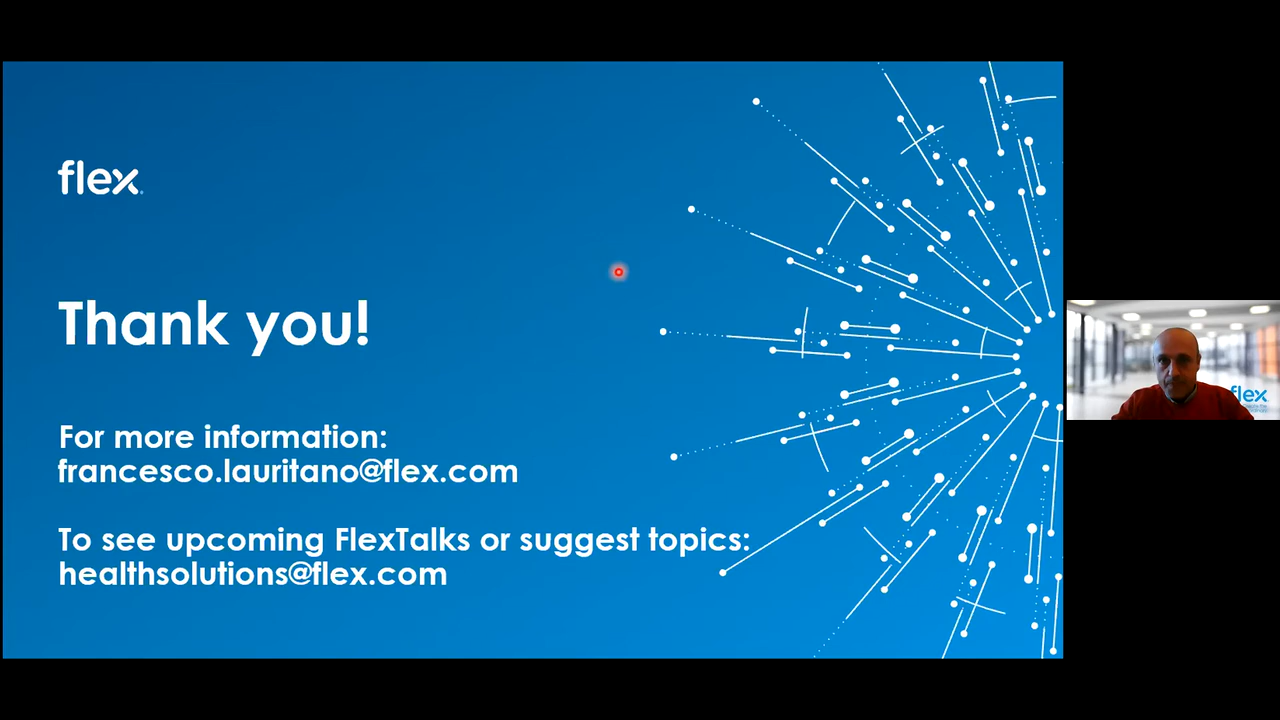 flex
Thank you!
For more information:
francesco.lauritano@flex.com
To see upcoming FlexTalks or suggest topics:
healthsolutions@flex.com
flex